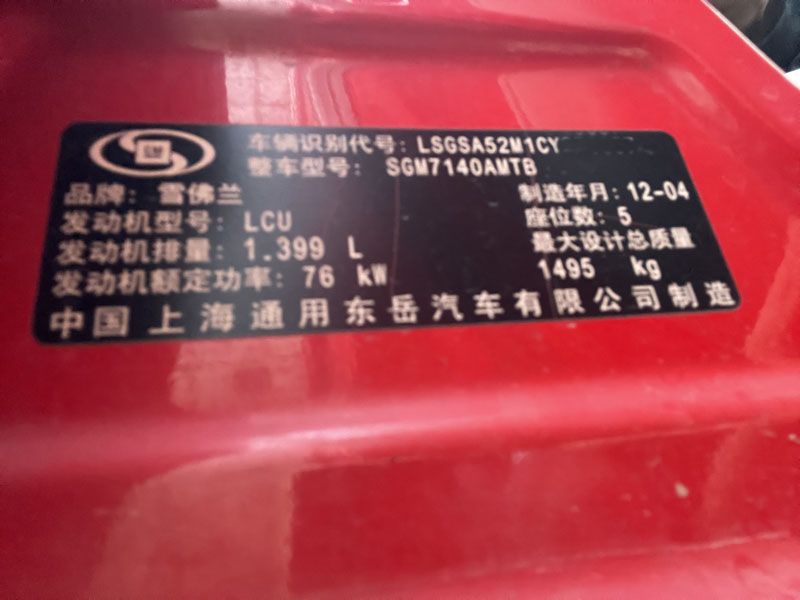 车辆识别代号: LSGSA52M1CY
整车型号: SGM7140AMTB
品牌: 雪佛兰
制造年月: 12-04
发动机型号: LCU
座位数: 5
发动机排量: 1.399 L
最大设计总质量
发动机额定功率: 76 kW
1495 kg
中国上海通用东岳汽车有限公司制造